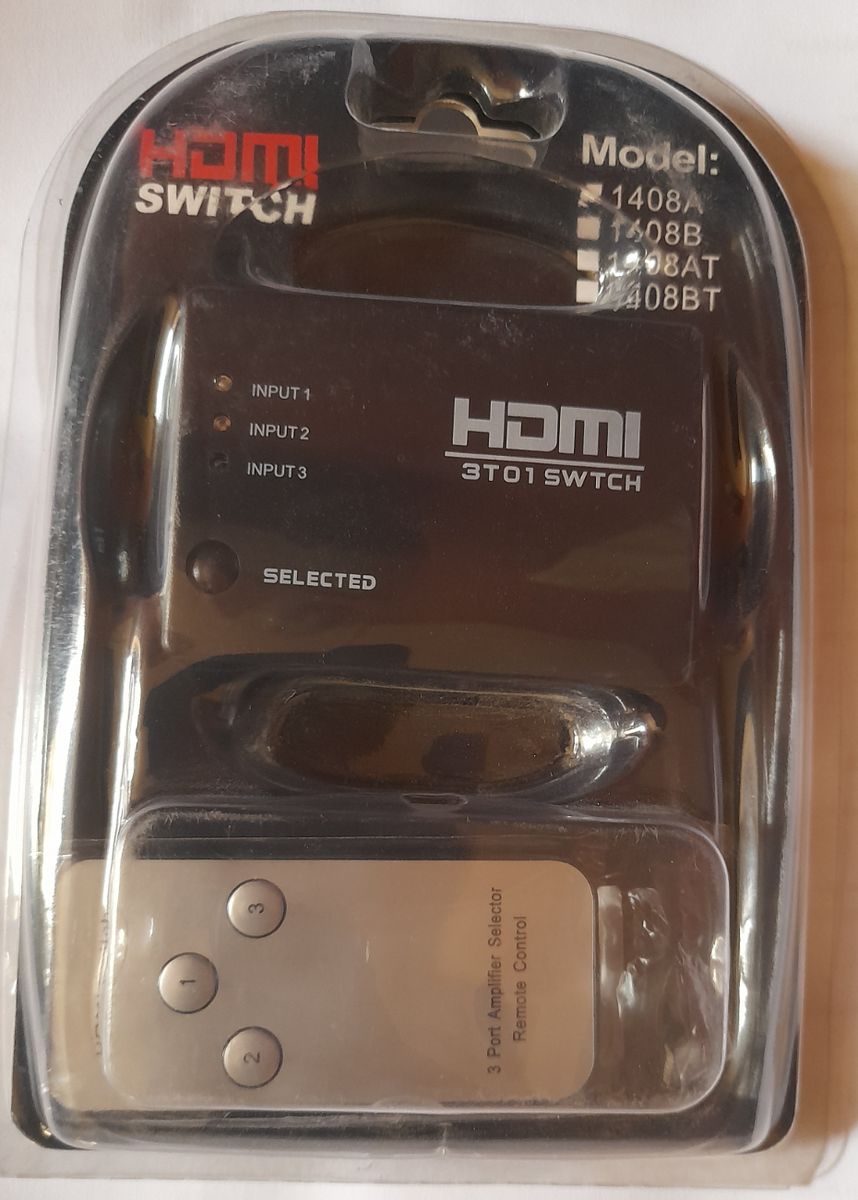 HDMI
SWITCH
Model:
1408A
1408B
1408AT
1408BT
INPUT 1
INPUT 2
INPUT 3
HDMI
3TO1 SWTCH
SELECTED
3
1
2
3 Port Amplifier Selector
Remote Control